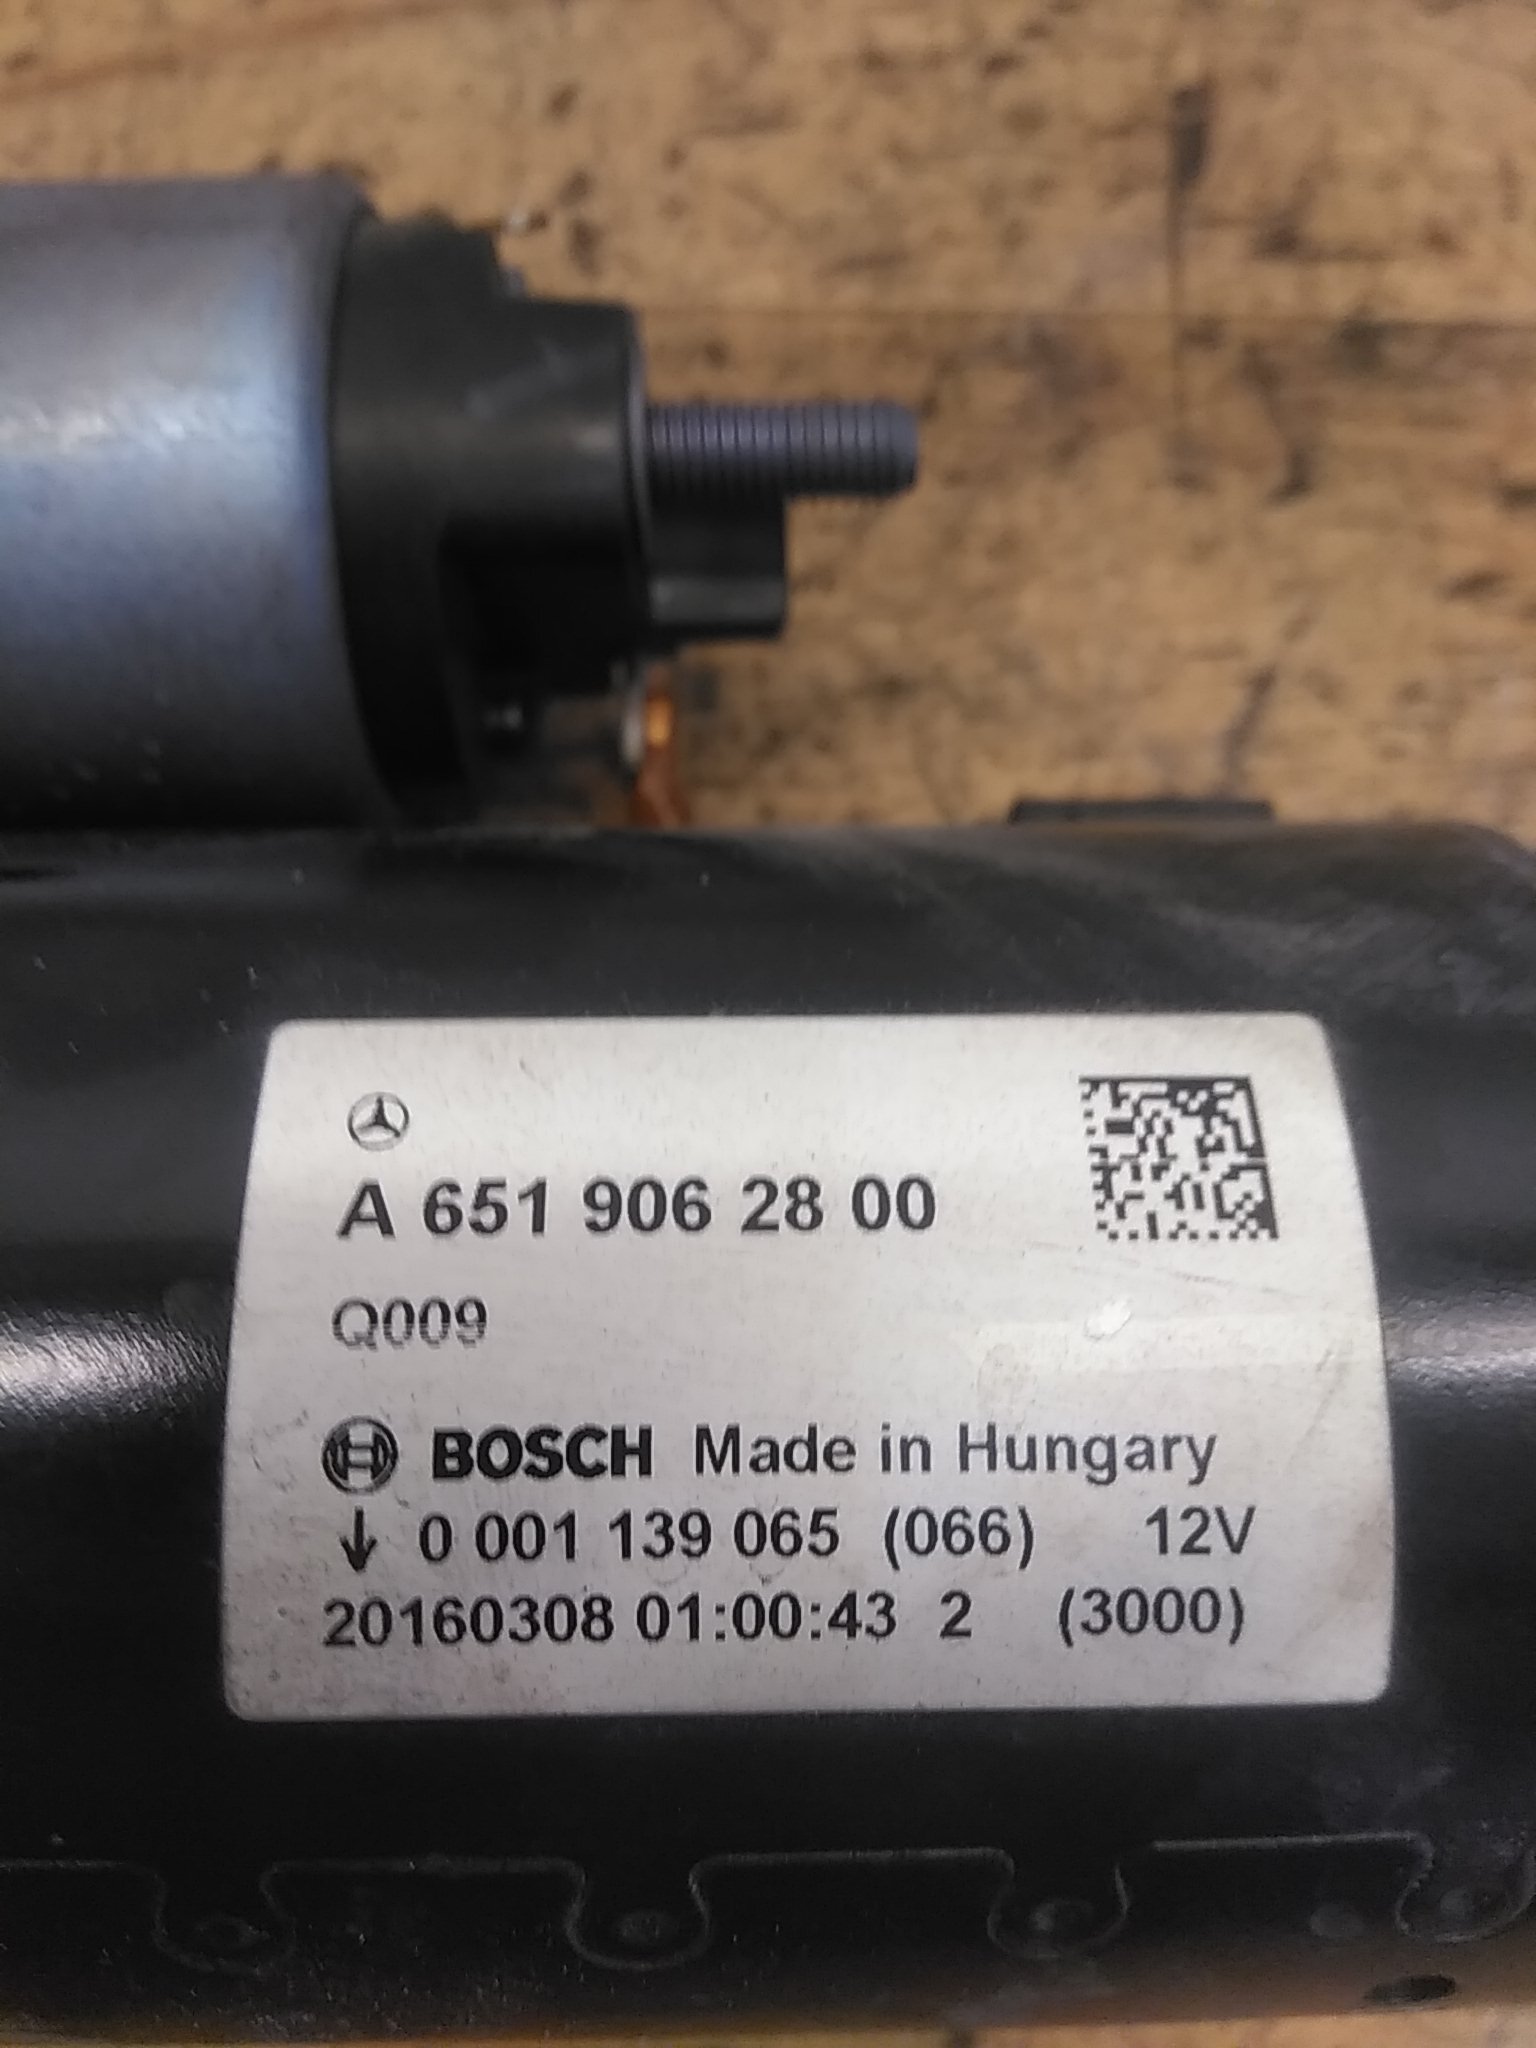 A 651 906 28 00
Q009
BOSCH Made in Hungary
↓ 0 001 139 065 (066) 12V
20160308 01:00:43 2 (3000)